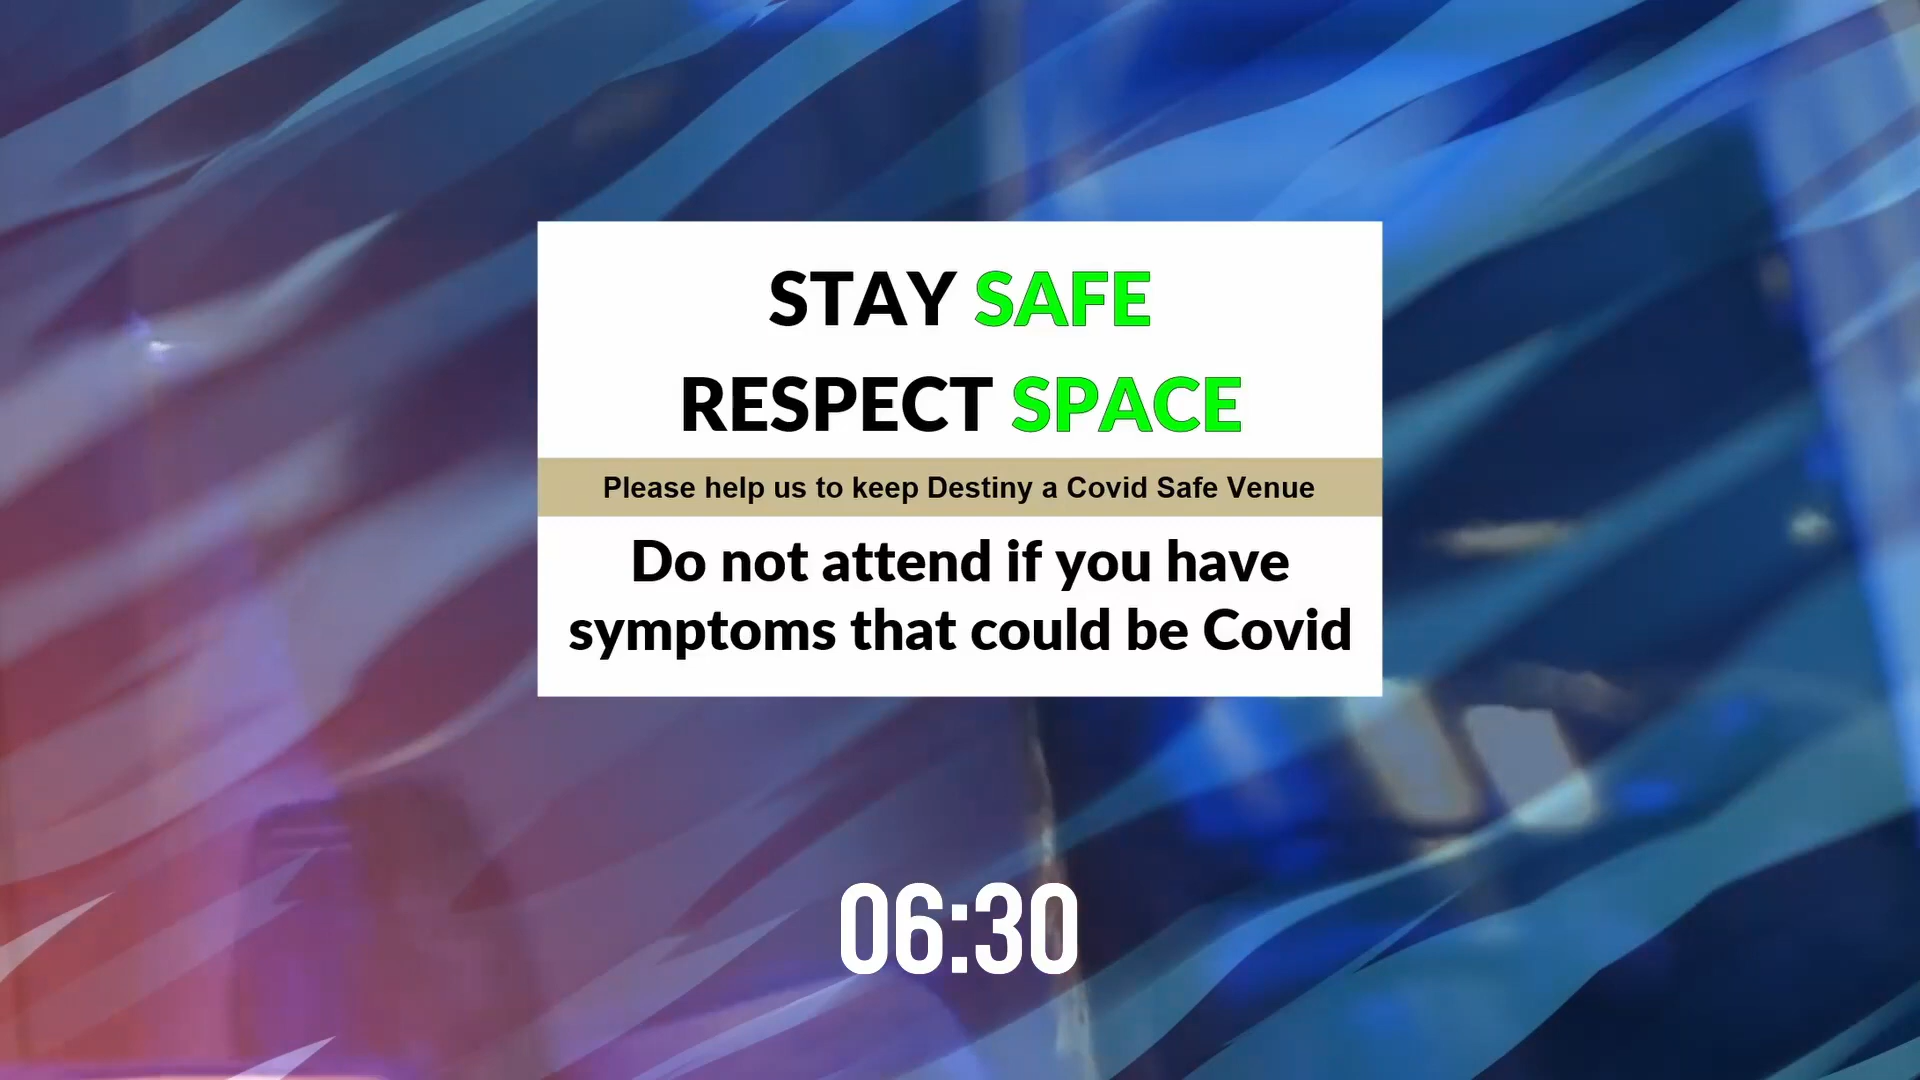 STAY SAFE
RESPECT SPACE
Please help us to keep Destiny a Covid Safe Venue
Do not attend if you have
symptoms that could be Covid
06:30